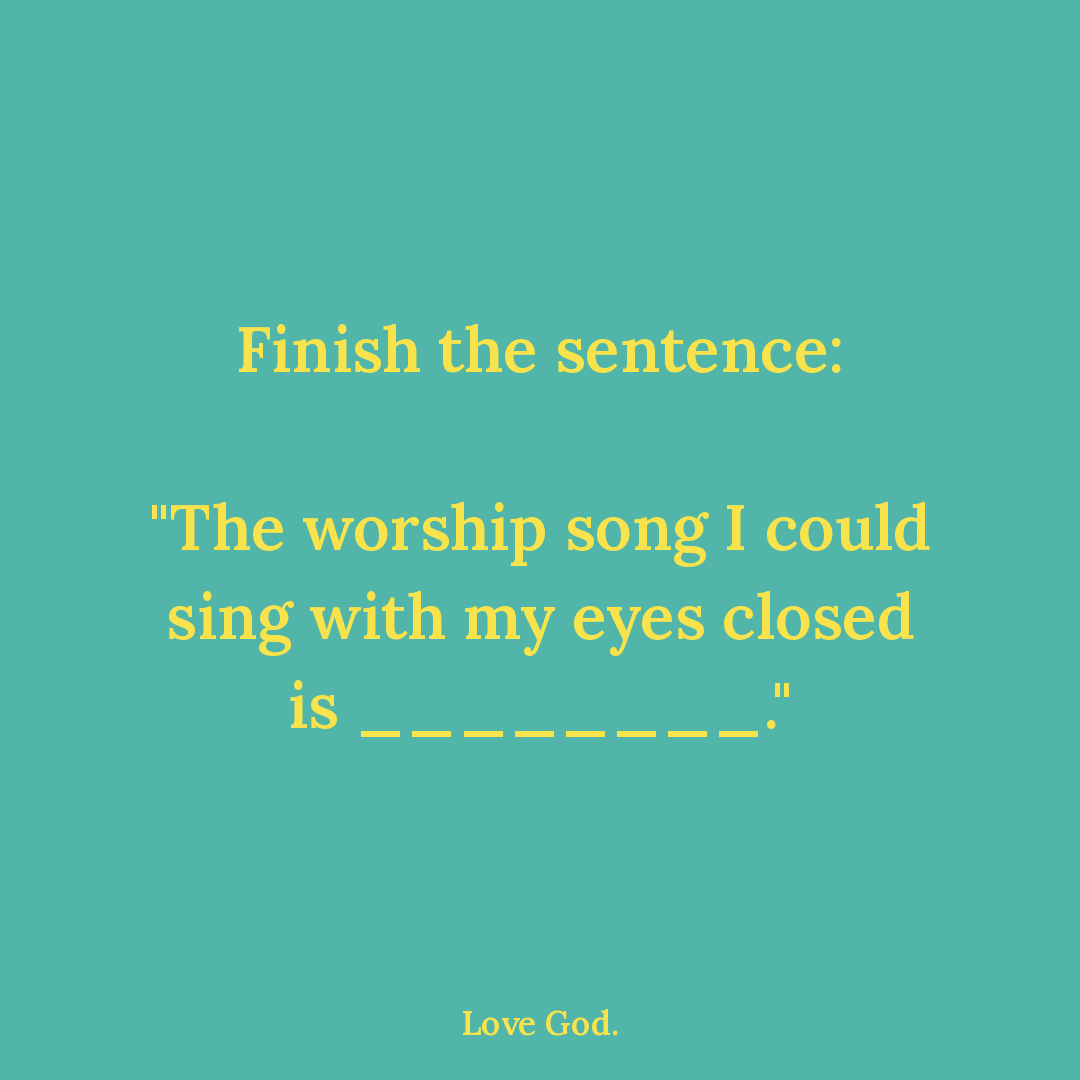 Finish the sentence:
"The worship song I could
sing with my eyes closed
is ________."
Love God.